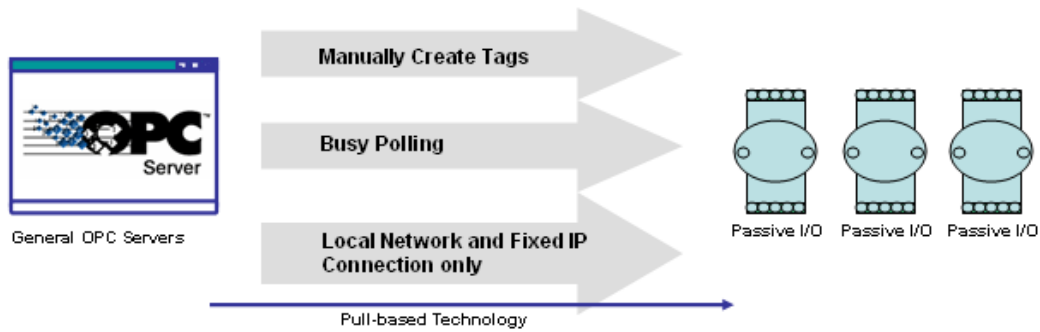 Manually Create Tags
OPC™
Server
Busy Polling
General OPC Servers
Local Network and Fixed IP
Connection only
Passive I/O Passive I/O Passive I/O
Pull-based Technology